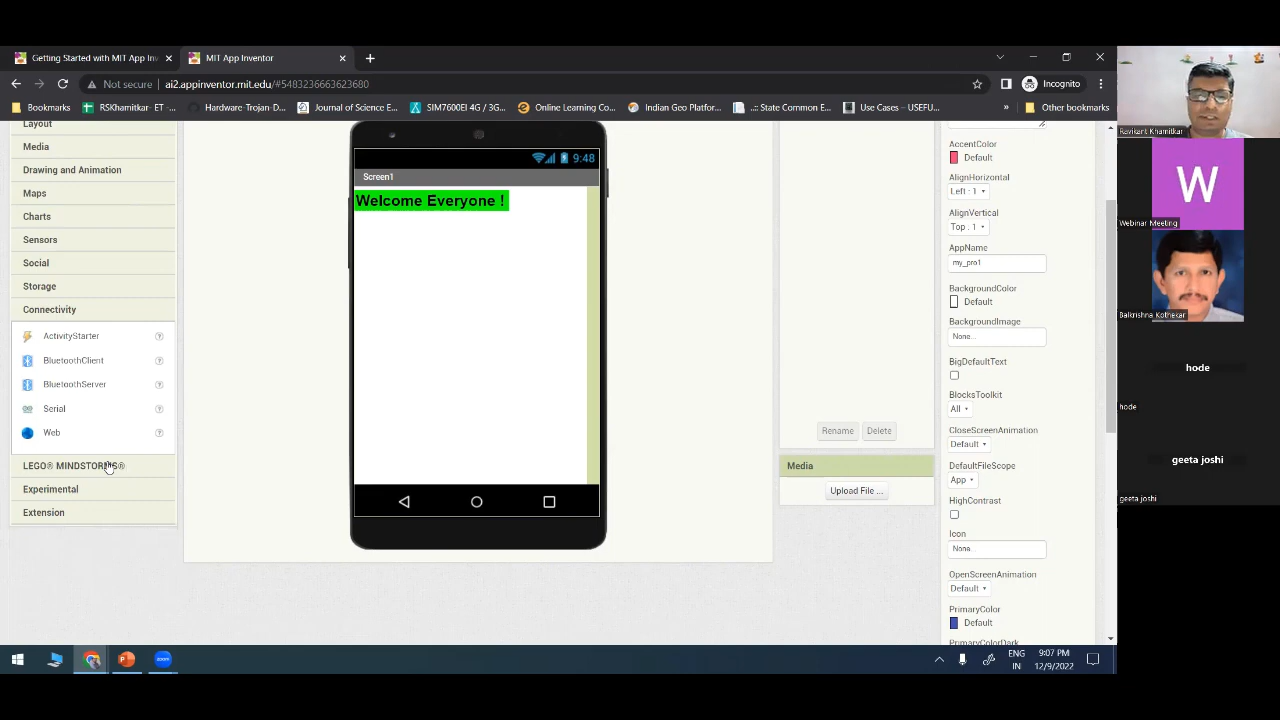 Getting Started with MIT App Inv
MIT App Inventor
Not secure
ai2.appinventor.mit.edu/#5483236663623680
Incognito
Bookmarks
RSKhamitkar- ET -...
Hardware-Trojan-D...
Journal of Science E...
SIM7600EI 4G / 3G...
Online Learning Co...
Indian Geo Platfor...
..:: State Common E...
Use Cases – USEFU...
»
Other bookmarks
Layout
Media
Drawing and Animation
Maps
Charts
Sensors
Social
Storage
Connectivity
ActivityStarter
BluetoothClient
BluetoothServer
Serial
Web
LEGO® MINDSTORMS®
Experimental
Extension
9:48
Screen1
Welcome Everyone !
Rename
Delete
Media
Upload File ...
AccentColor
Default
AlignHorizontal
Left : 1
AlignVertical
Top : 1
AppName
my_pro1
BackgroundColor
Default
BackgroundImage
None...
BigDefaultText
BlocksToolkit
All
CloseScreenAnimation
Default
DefaultFileScope
App
HighContrast
Icon
None...
OpenScreenAnimation
Default
PrimaryColor
Default
PrimaryColorDark
Ravikant Khamitkar
W
Webinar Meeting
Balkrishna Kothekar
hode
hode
geeta joshi
geeta joshi
ENG
IN
9:07 PM
12/9/2022